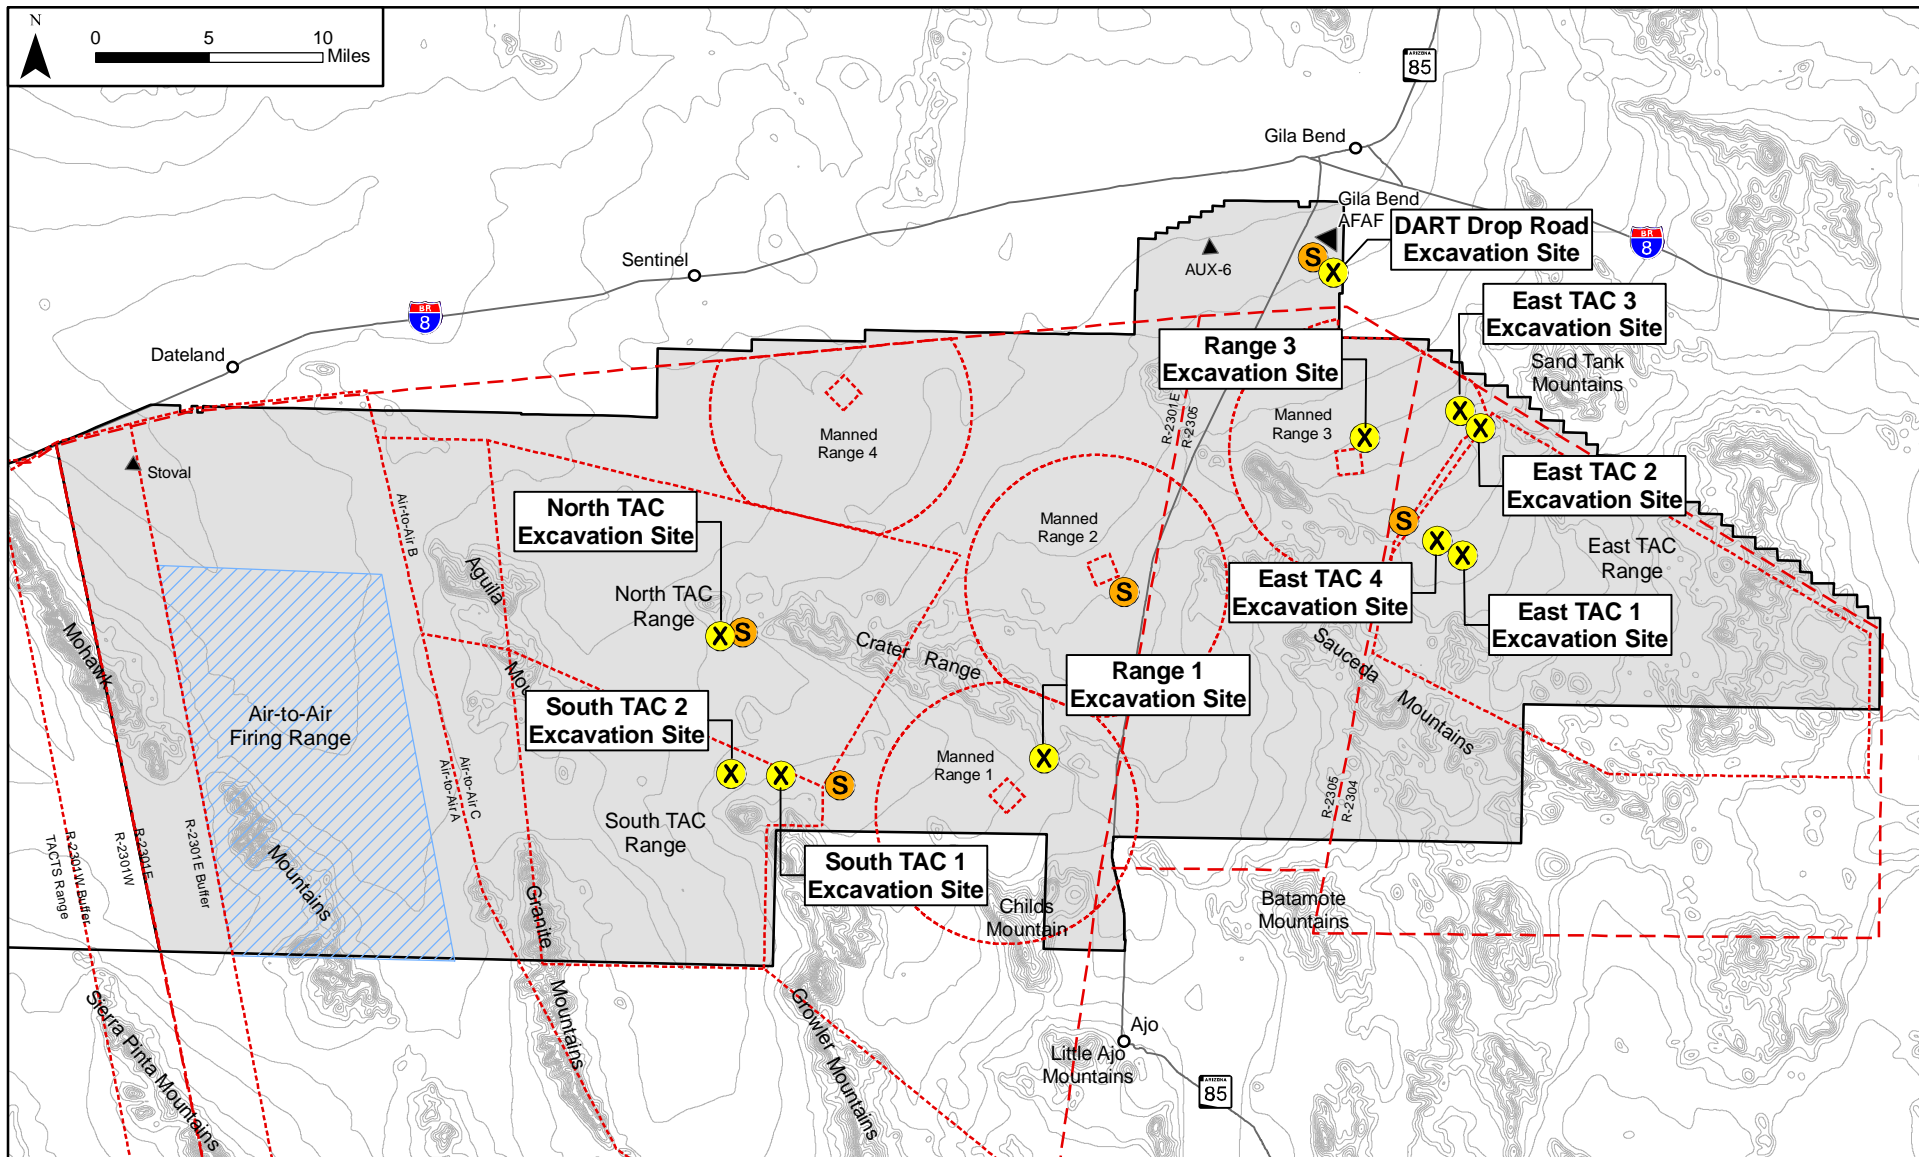 N
0 5 10
Miles
ARIZONA
85
Gila Bend
Gila Bend
AFAF
DART Drop Road
Excavation Site
S
X
AUX-6
BR
8
Sentinel
BR
8
East TAC 3
Excavation Site
Sand Tank
Mountains
Range 3
Excavation Site
Dateland
R-2301E
R-2305
Manned
Range 3
X
X
X
Manned
Range 4
Stoval
East TAC 2
Excavation Site
Air-to-Air B
North TAC
Excavation Site
Manned
Range 2
S
X
X
East TAC
Range
Aguila
Mou
North TAC
Range
X
S
S
East TAC 4
Excavation Site
East TAC 1
Excavation Site
Mohawk
Mountains
Crater Range
Sauceda
Mountains
Range 1
Excavation Site
South TAC 2
Excavation Site
Air-to-Air
Firing Range
X
X
S
Manned
Range 1
X
Air-to-Air C
Air-to-Air A
R-2305
R-2304
South TAC
Range
R-2301W Buffer
TACTS Range
R-2301W
R-2301E
R-2301E Buffer
South TAC 1
Excavation Site
Childs
Mountain
Batamote
Mountains
Granite
Mountains
Growler Mountains
Sierra Pinta Mountains
Ajo
Little Ajo
Mountains
ARIZONA
85